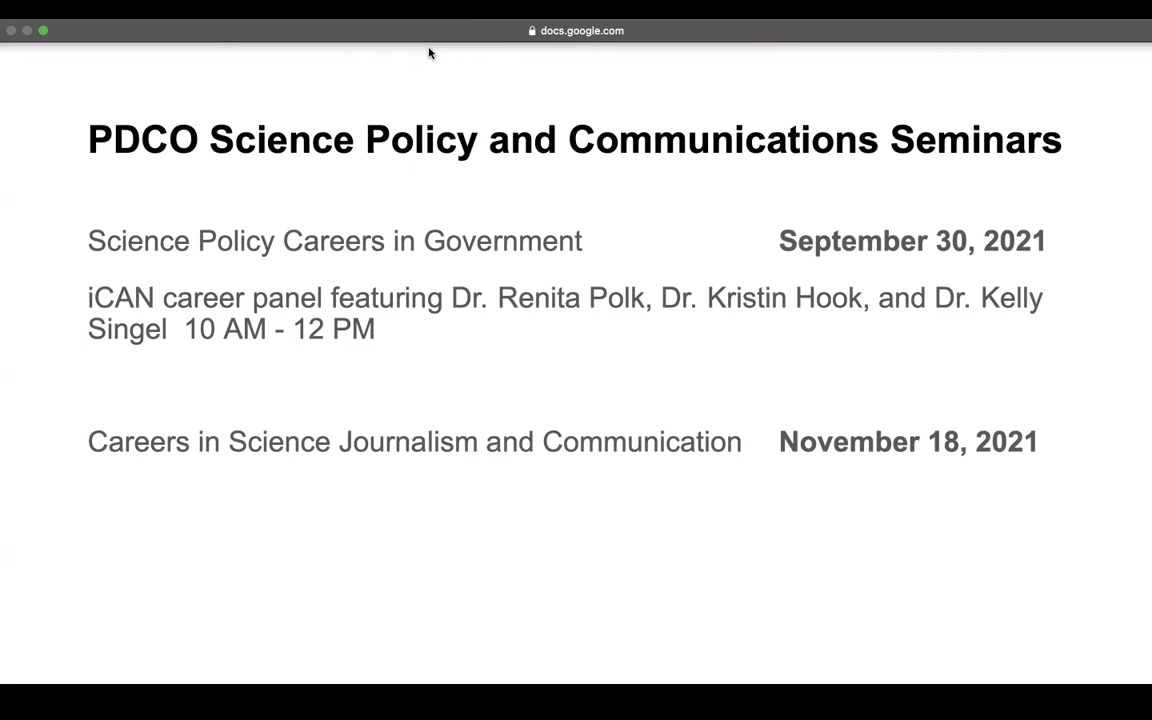 docs.google.com
PDCO Science Policy and Communications Seminars
Science Policy Careers in Government September 30, 2021
iCAN career panel featuring Dr. Renita Polk, Dr. Kristin Hook, and Dr. Kelly
Singel 10 AM - 12 PM
Careers in Science Journalism and Communication November 18, 2021